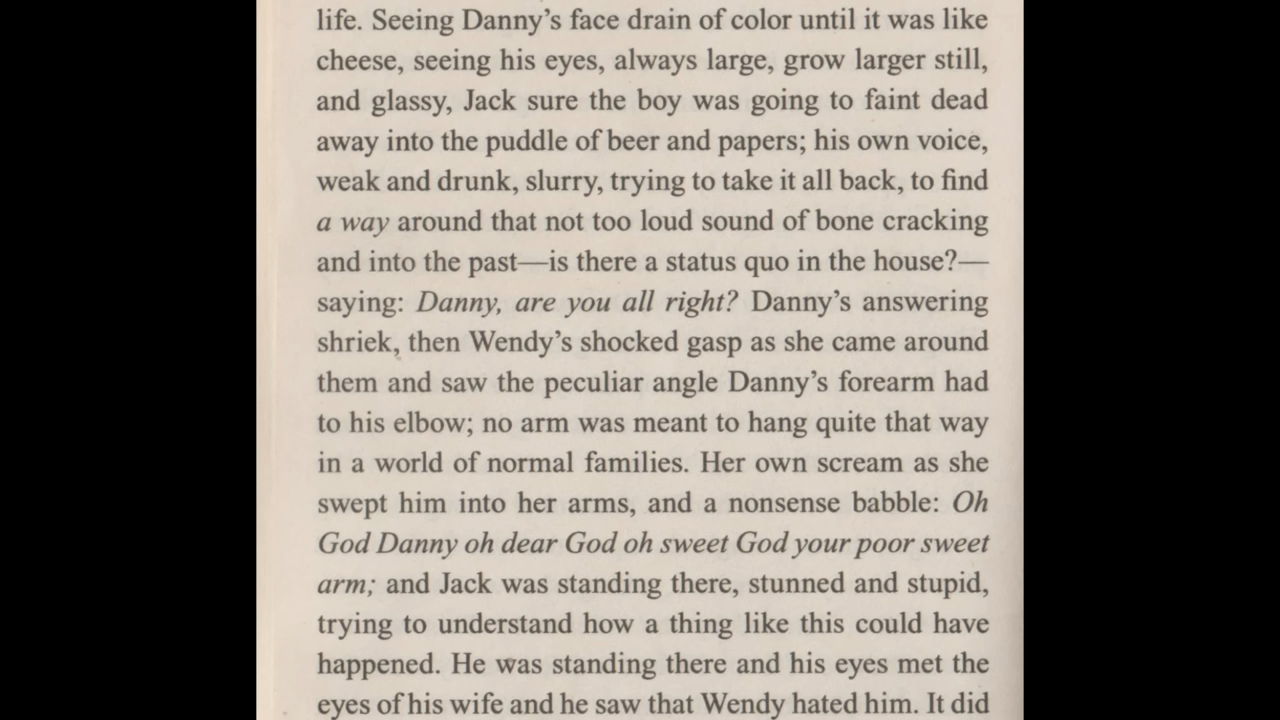 life. Seeing Danny’s face drain of color until it was like
cheese, seeing his eyes, always large, grow larger still,
and glassy, Jack sure the boy was going to faint dead
away into the puddle of beer and papers; his own voice,
weak and drunk, slurry, trying to take it all back, to find
a way around that not too loud sound of bone cracking
and into the past—is there a status quo in the house?—
saying: Danny, are you all right? Danny’s answering
shriek, then Wendy’s shocked gasp as she came around
them and saw the peculiar angle Danny’s forearm had
to his elbow; no arm was meant to hang quite that way
in a world of normal families. Her own scream as she
swept him into her arms, and a nonsense babble: Oh
God Danny oh dear God oh sweet God your poor sweet
arm; and Jack was standing there, stunned and stupid,
trying to understand how a thing like this could have
happened. He was standing there and his eyes met the
eyes of his wife and he saw that Wendy hated him. It did